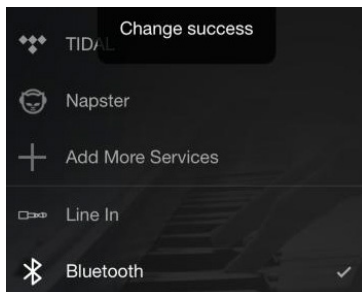 Change success
TIDAL
Napster
Add More Services
Line In
Bluetooth